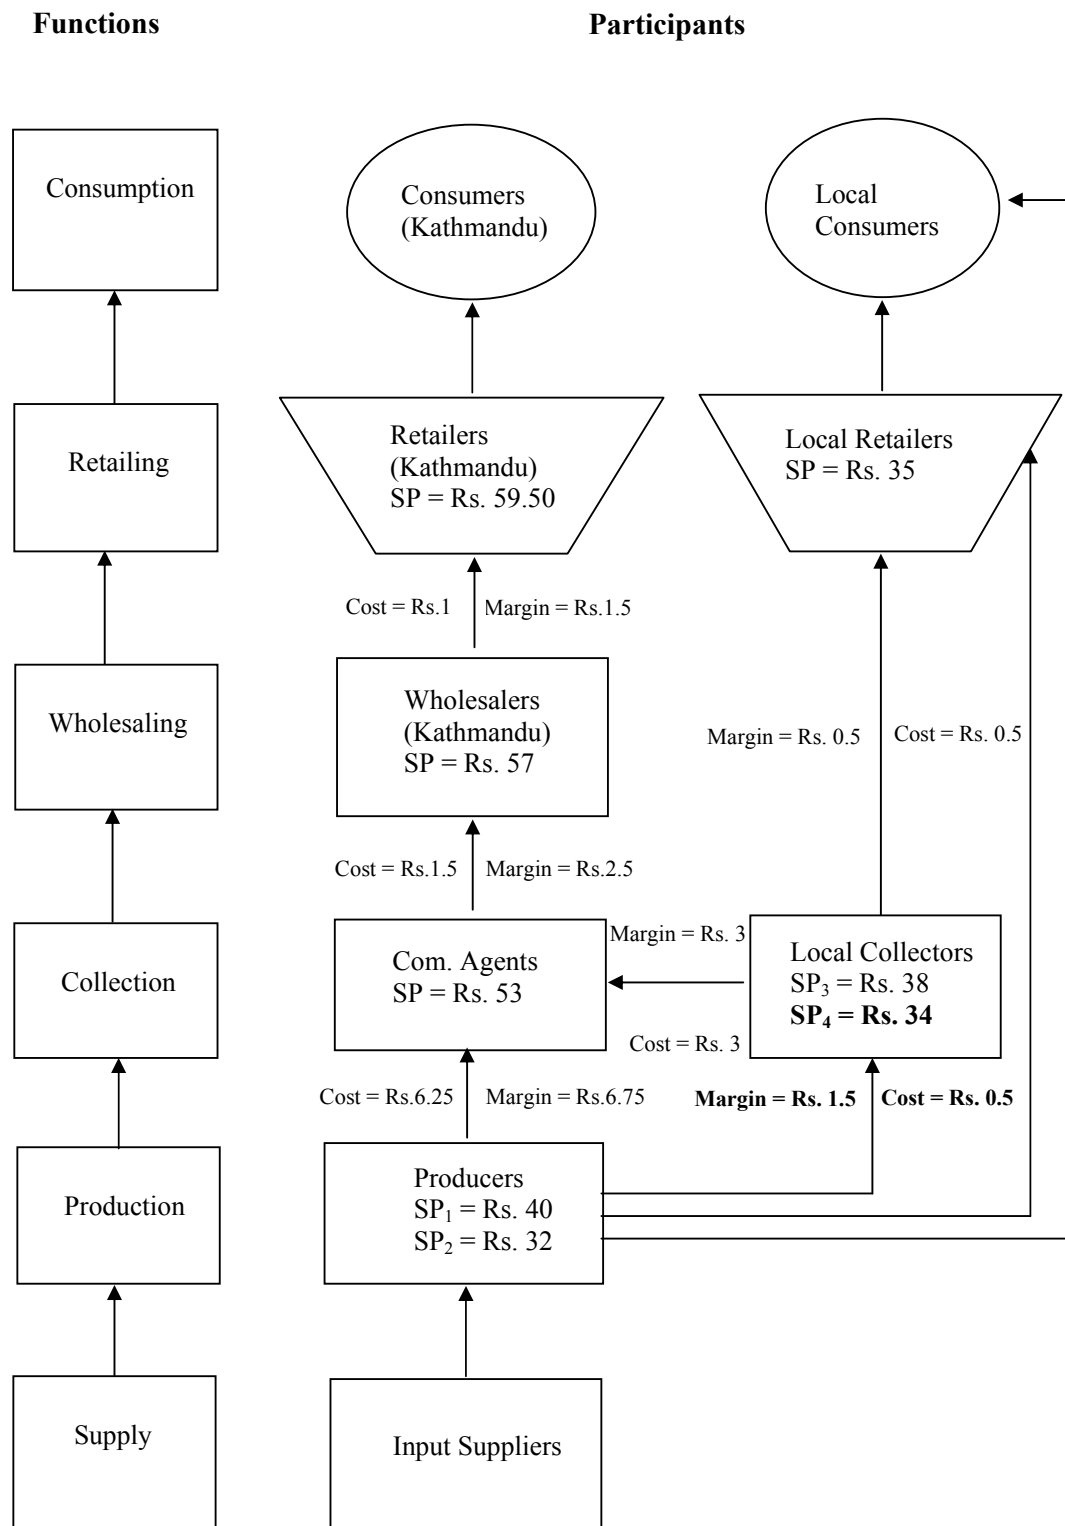 Functions
Participants
Consumption
Consumers
(Kathmandu)
Local
Consumers
Retailing
Retailers
(Kathmandu)
SP = Rs. 59.50
Local Retailers
SP = Rs. 35
Cost = Rs.1
Margin = Rs.1.5
Wholesaling
Wholesalers
(Kathmandu)
SP = Rs. 57
Margin = Rs. 0.5
Cost = Rs. 0.5
Cost = Rs.1.5
Margin = Rs.2.5
Collection
Com. Agents
SP = Rs. 53
Margin = Rs. 3
Cost = Rs. 3
Local Collectors
SP₃ = Rs. 38
SP₄ = Rs. 34
Cost = Rs.6.25
Margin = Rs.6.75
Margin = Rs. 1.5
Cost = Rs. 0.5
Production
Producers
SP₁ = Rs. 40
SP₂ = Rs. 32
Supply
Input Suppliers